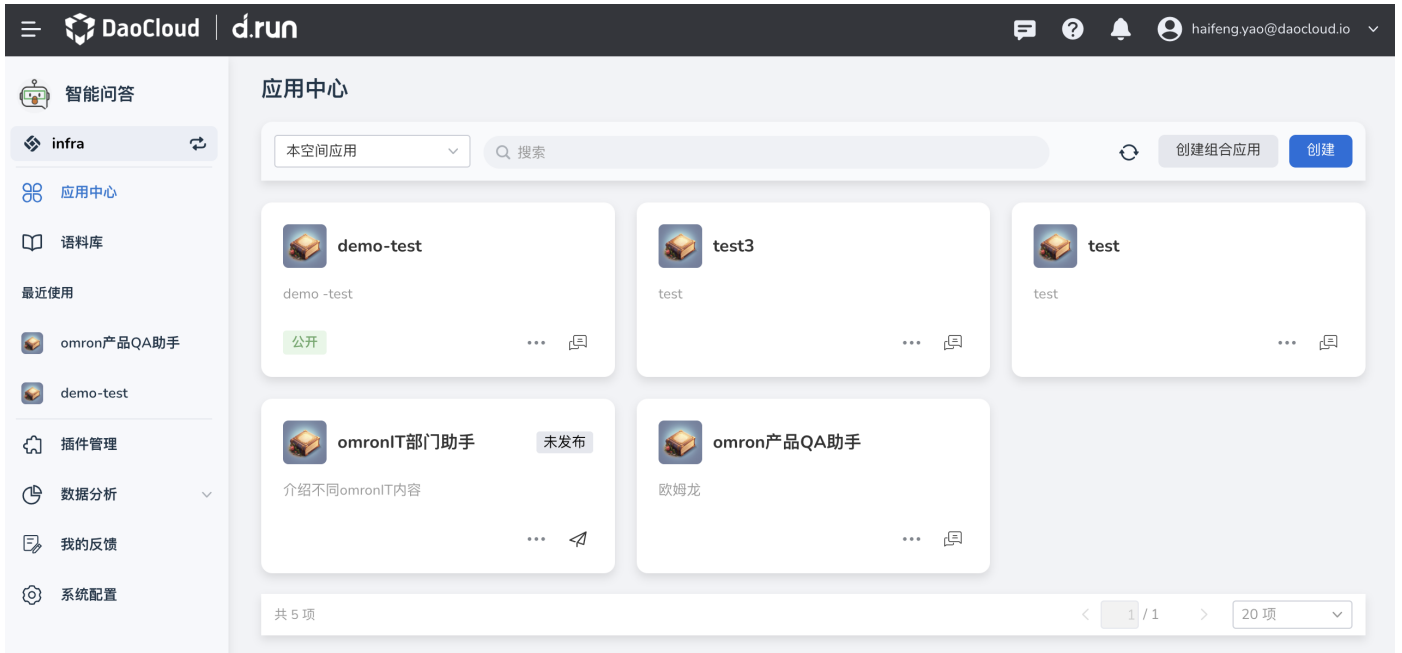 DaoCloud d.run
haifeng.yao@daocloud.io
智能问答
infra
应用中心
语料库
最近使用
omron产品QA助手
demo-test
插件管理
数据分析
我的反馈
系统配置
应用中心
本空间应用
搜索
创建组合应用
创建
demo-test
demo -test
公开
test3
test
test
test
omronIT部门助手
未发布
介绍不同omronIT内容
omron产品QA助手
欧姆龙
共 5 项
1 / 1
20 项